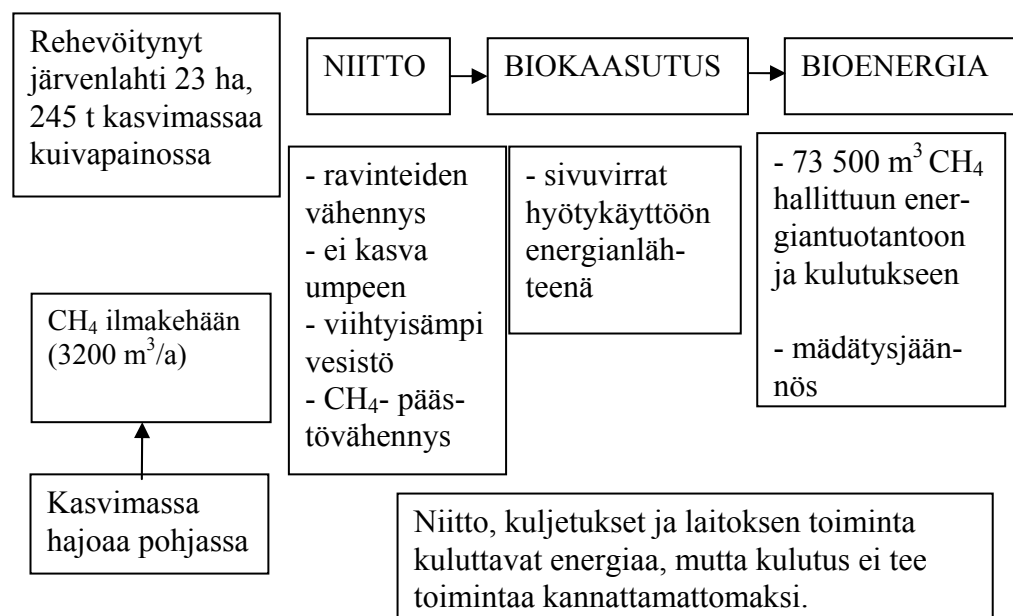 Rehevöitynyt
järvenlahti 23 ha,
245 t kasvimassaa
kuivapainossa
NIITTO
BIOKAASUTUS
BIOENERGIA
- ravinteiden
vähennys
- ei kasva
umpeen
- viihtyisämpi
vesistö
- CH₄- pääs-
tövähennys
- sivuvirrat
hyötykäyttöön
energianläh-
teenä
- 73 500 m³ CH₄
hallittuun ener-
giantuotantoon
ja kulutukseen
- mädätysjään-
nös
CH₄ ilmakehään
(3200 m³/a)
Kasvimassa
hajoaa pohjassa
Niitto, kuljetukset ja laitoksen toiminta
kuluttavat energiaa, mutta kulutus ei tee
toimintaa kannattamattomaksi.